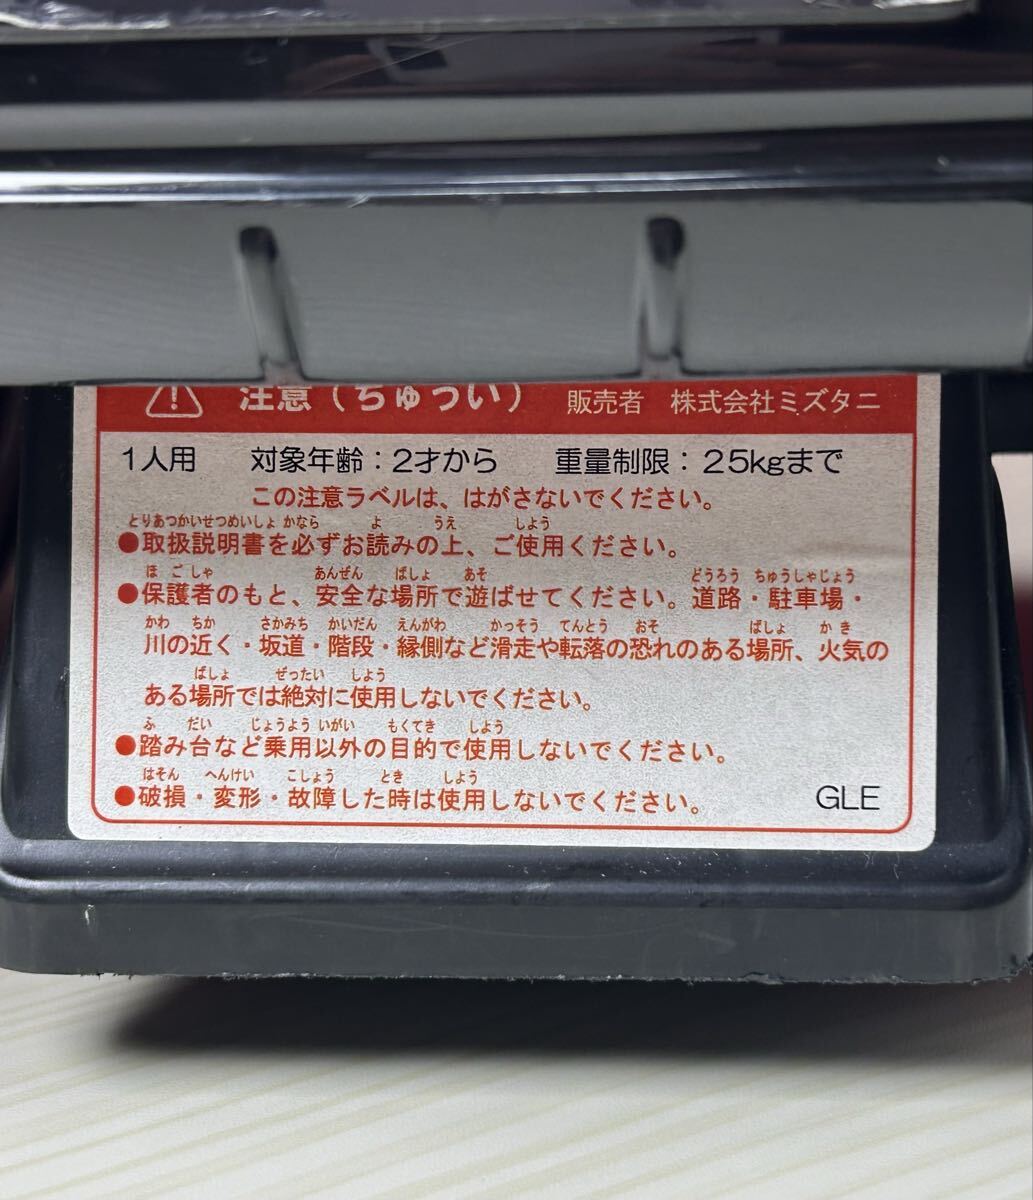 注意（ちゅうい） 販売者 株式会社ミズタニ
1人用 対象年齢：2才から 重量制限：25kgまで
この注意ラベルは、はがさないでください。
とりあつかいせつめいしょ かなら よ うえ しよう
●取扱説明書を必ずお読みの上、ご使用ください。
ほごしゃ あんぜん ばしょ あそ どうろう ちゅうしゃじょう
●保護者のもと、安全な場所で遊ばせてください。道路・駐車場・
かわ ちか さかみち かいだん えんがわ かっそう てんとう おそ ばしょ かき
川の近く・坂道・階段・縁側など滑走や転落の恐れのある場所、火気の
ばしょ ぜったい しよう
ある場所では絶対に使用しないでください。
ふ だい じょうよう いがい もくてき しよう
●踏み台など乗用以外の目的で使用しないでください。
はそん へんけい こしょう とき しよう
●破損・変形・故障した時は使用しないでください。
GLE